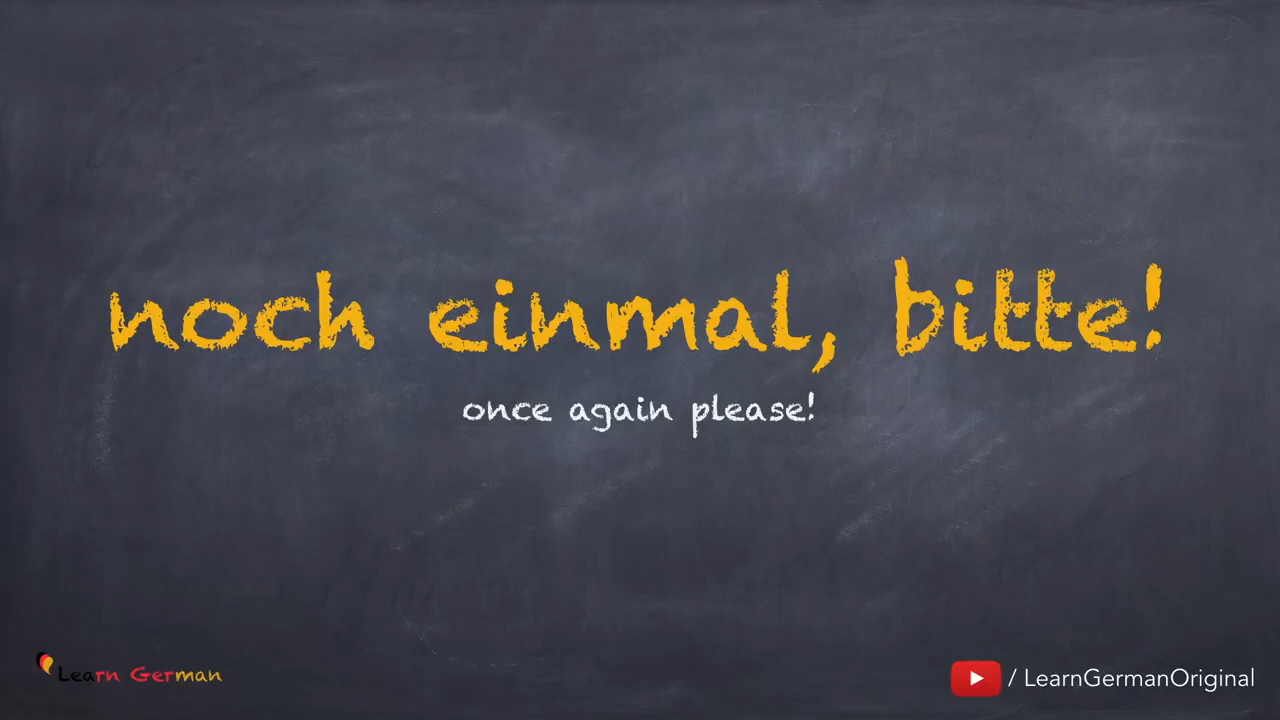 noch einmal, bitte!
once again please!
Learn German
/ LearnGermanOriginal